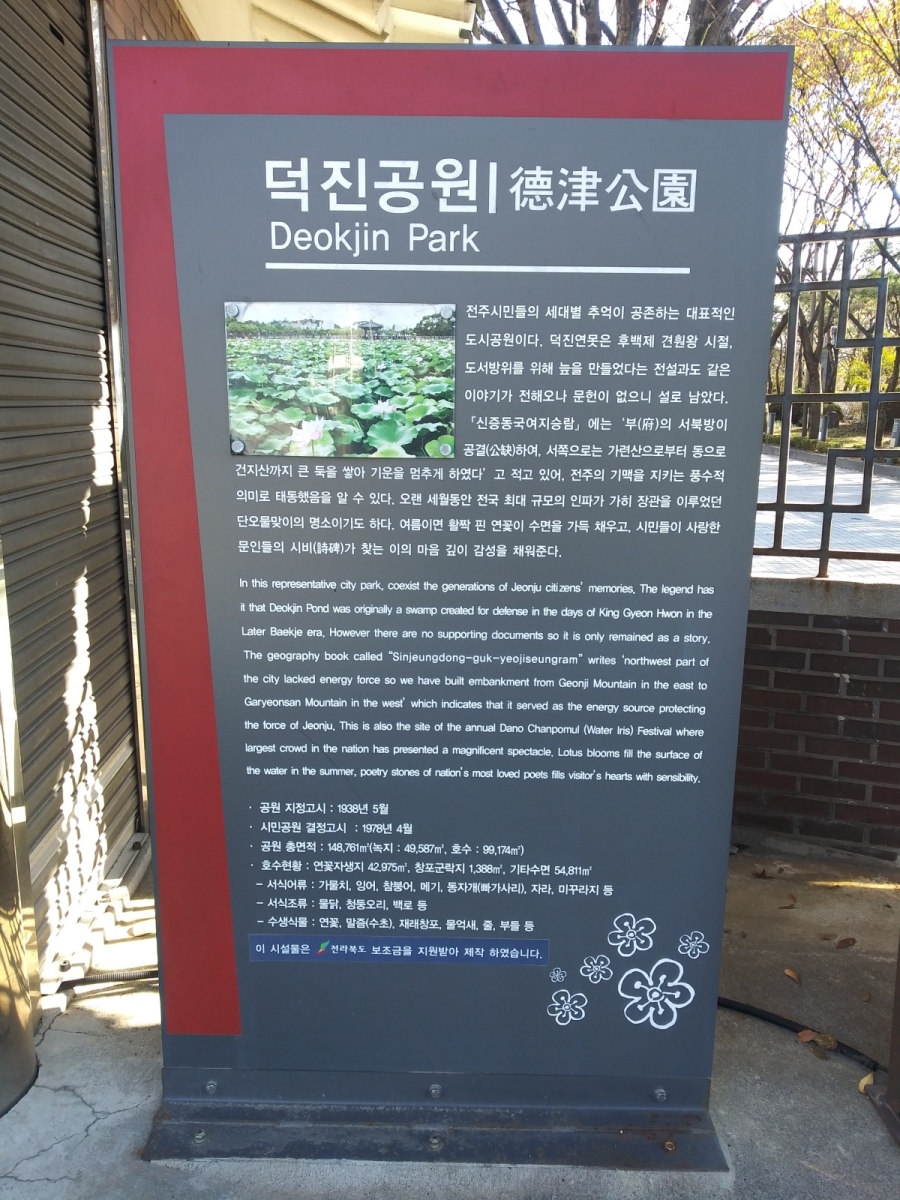 덕진공원 | 德津公園
Deokjin Park
전주시민들의 세대별 추억이 공존하는 대표적인
도시공원이다. 덕진연못은 후백제 견훤왕 시절,
도서방위를 위해 늪을 만들었다는 전설과도 같은
이야기가 전해오나 문헌이 없으니 설로 남았다.
『신증동국여지승람』에는 ‘부(府)의 서북방이
공결(公缺)하여, 서쪽으로는 가련산으로부터 동으로
건지산까지 큰 둑을 쌓아 기운을 멈추게 하였다’ 고 적고 있어, 전주의 기맥을 지키는 풍수적
의미로 태동했음을 알 수 있다. 오랜 세월동안 전국 최대 규모의 인파가 가히 장관을 이루었던
단오물맞이의 명소이기도 하다. 여름이면 활짝 핀 연꽃이 수면을 가득 채우고, 시민들이 사랑한
문인들의 시비(詩碑)가 찾는 이의 마음 깊이 감성을 채워준다.
In this representative city park, coexist the generations of Jeonju citizens’ memories. The legend has
it that Deokjin Pond was originally a swamp created for defense in the days of King Gyeon Hwon in the
Later Baekje era. However there are no supporting documents so it is only remained as a story.
The geography book called “Sinjeungdong-guk-yeojiseungram” writes ‘northwest part of
the city lacked energy force so we have built embankment from Geonji Mountain in the east to
Garyeonsan Mountain in the west’ which indicates that it served as the energy source protecting
the force of Jeonju. This is also the site of the annual Dano Chanpomul (Water Iris) Festival where
largest crowd in the nation has presented a magnificent spectacle. Lotus blooms fill the surface of
the water in the summer, poetry stones of nation’s most loved poets fills visitor’s hearts with sensibility.
· 공원 지정고시 : 1938년 5월
· 시민공원 결정고시 : 1978년 4월
· 공원 총면적 : 148,761㎡(녹지 : 49,587㎡, 호수 : 99,174㎡)
· 호수현황 : 연꽃자생지 42,975㎡, 창포군락지 1,388㎡, 기타수면 54,811㎡
- 서식어류 : 가물치, 잉어, 참붕어, 메기, 동자개(빠가사리), 자라, 미꾸라지 등
- 서식조류 : 물닭, 청둥오리, 백로 등
- 수생식물 : 연꽃, 말즘(수초), 재래창포, 물억새, 줄, 부들 등
이 시설물은 전라북도 보조금을 지원받아 제작 하였습니다.